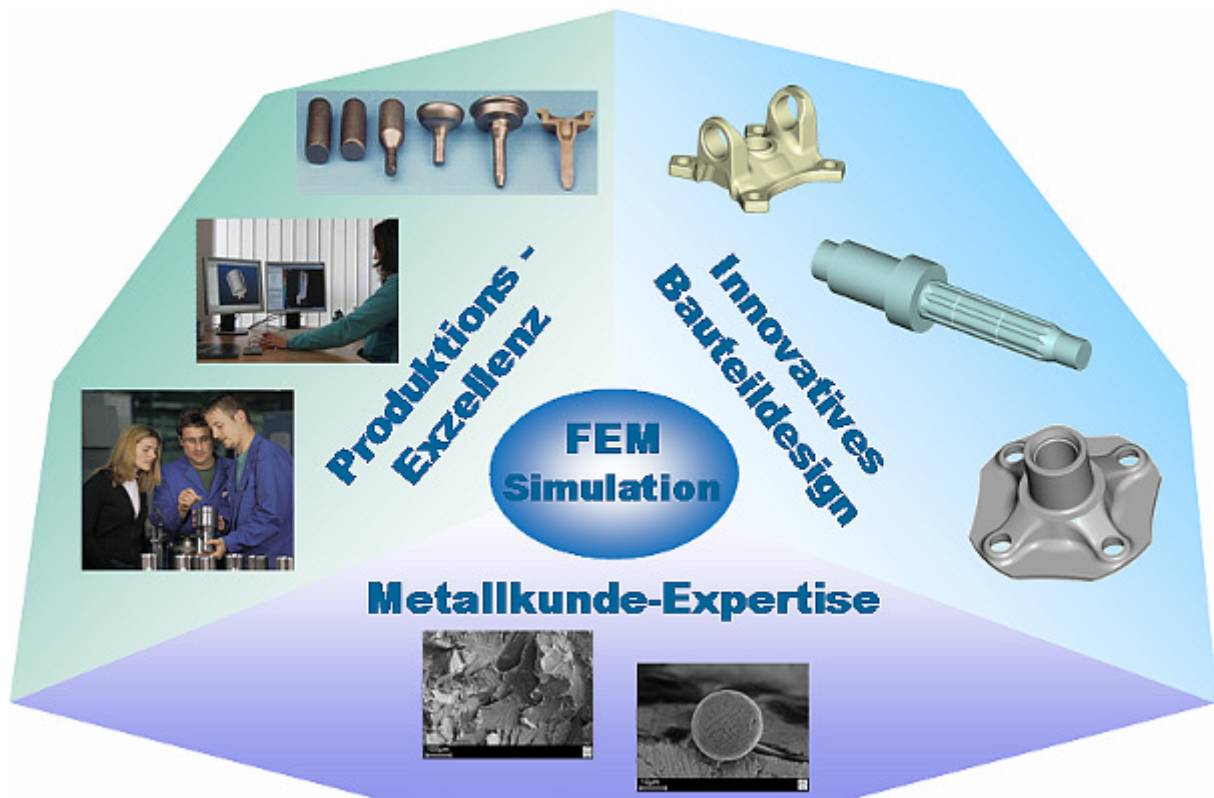 Produktions -
Exzellenz
Innovatives
Bauteildesign
FEM
Simulation
Metallkunde-Expertise